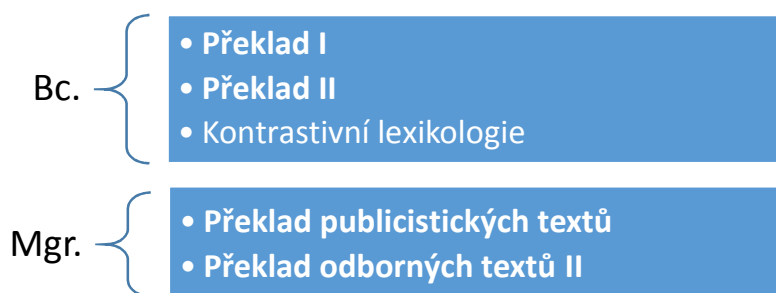 Bc.
• Překlad I
• Překlad II
• Kontrastivní lexikologie
Mgr.
• Překlad publicistických textů
• Překlad odborných textů II